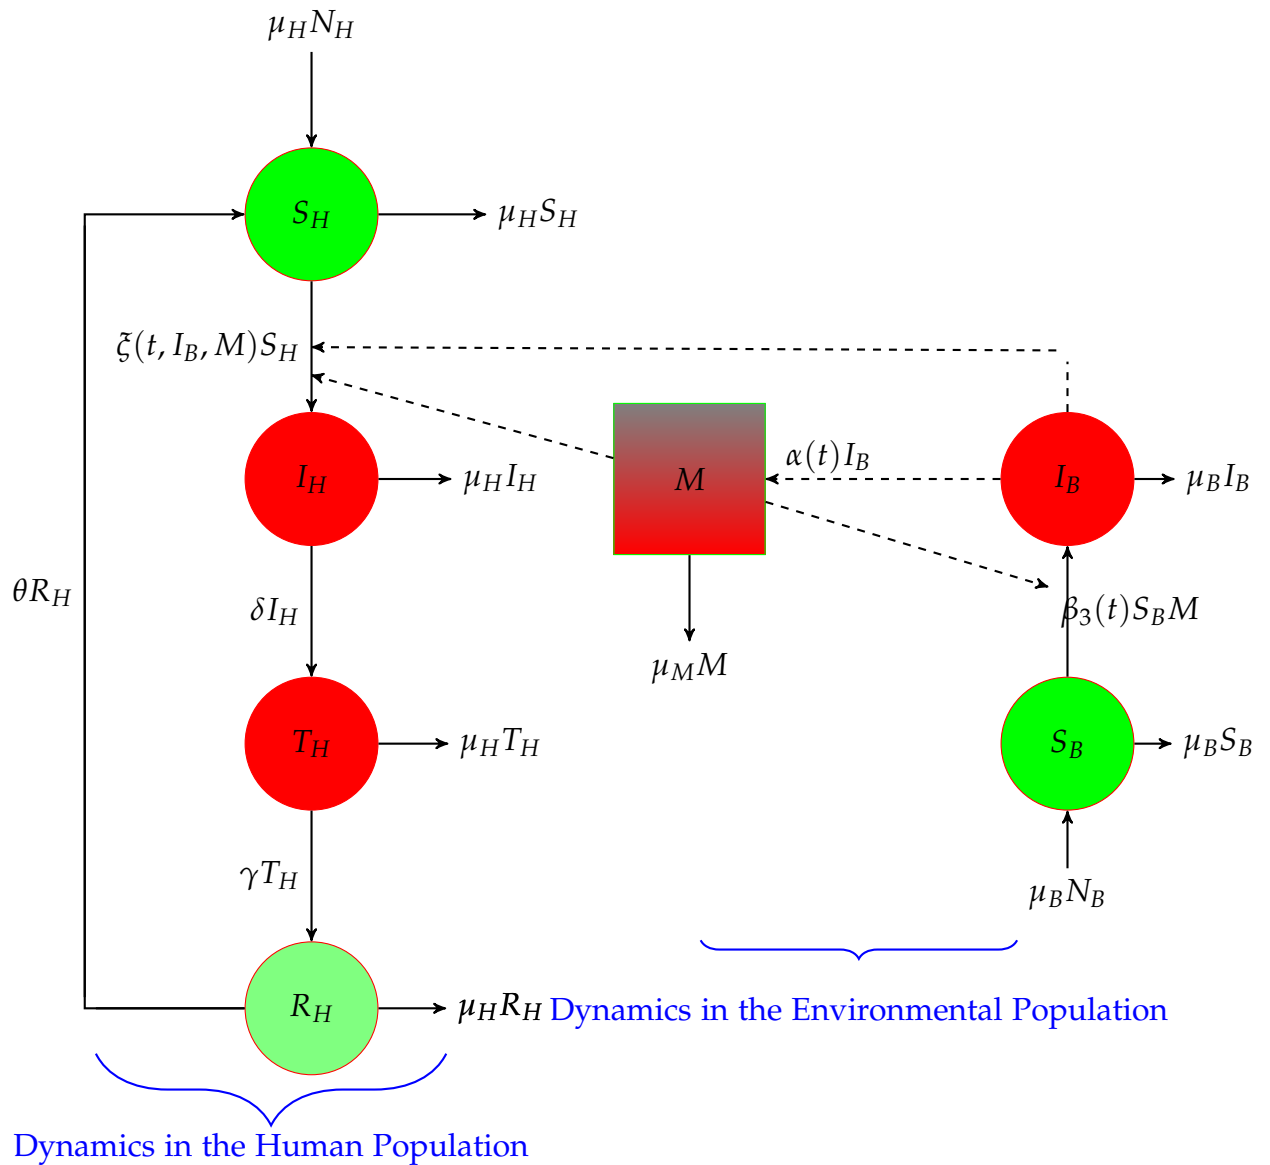 μ_H N_H
S_H
μ_H S_H
ξ(t, I_B, M)S_H
I_H
μ_H I_H
M
α(t)I_B
I_B
μ_B I_B
θR_H
δI_H
β_3(t)S_B M
μ_M M
T_H
μ_H T_H
S_B
μ_B S_B
γT_H
μ_B N_B
R_H
μ_H R_H
Dynamics in the Environmental Population
Dynamics in the Human Population